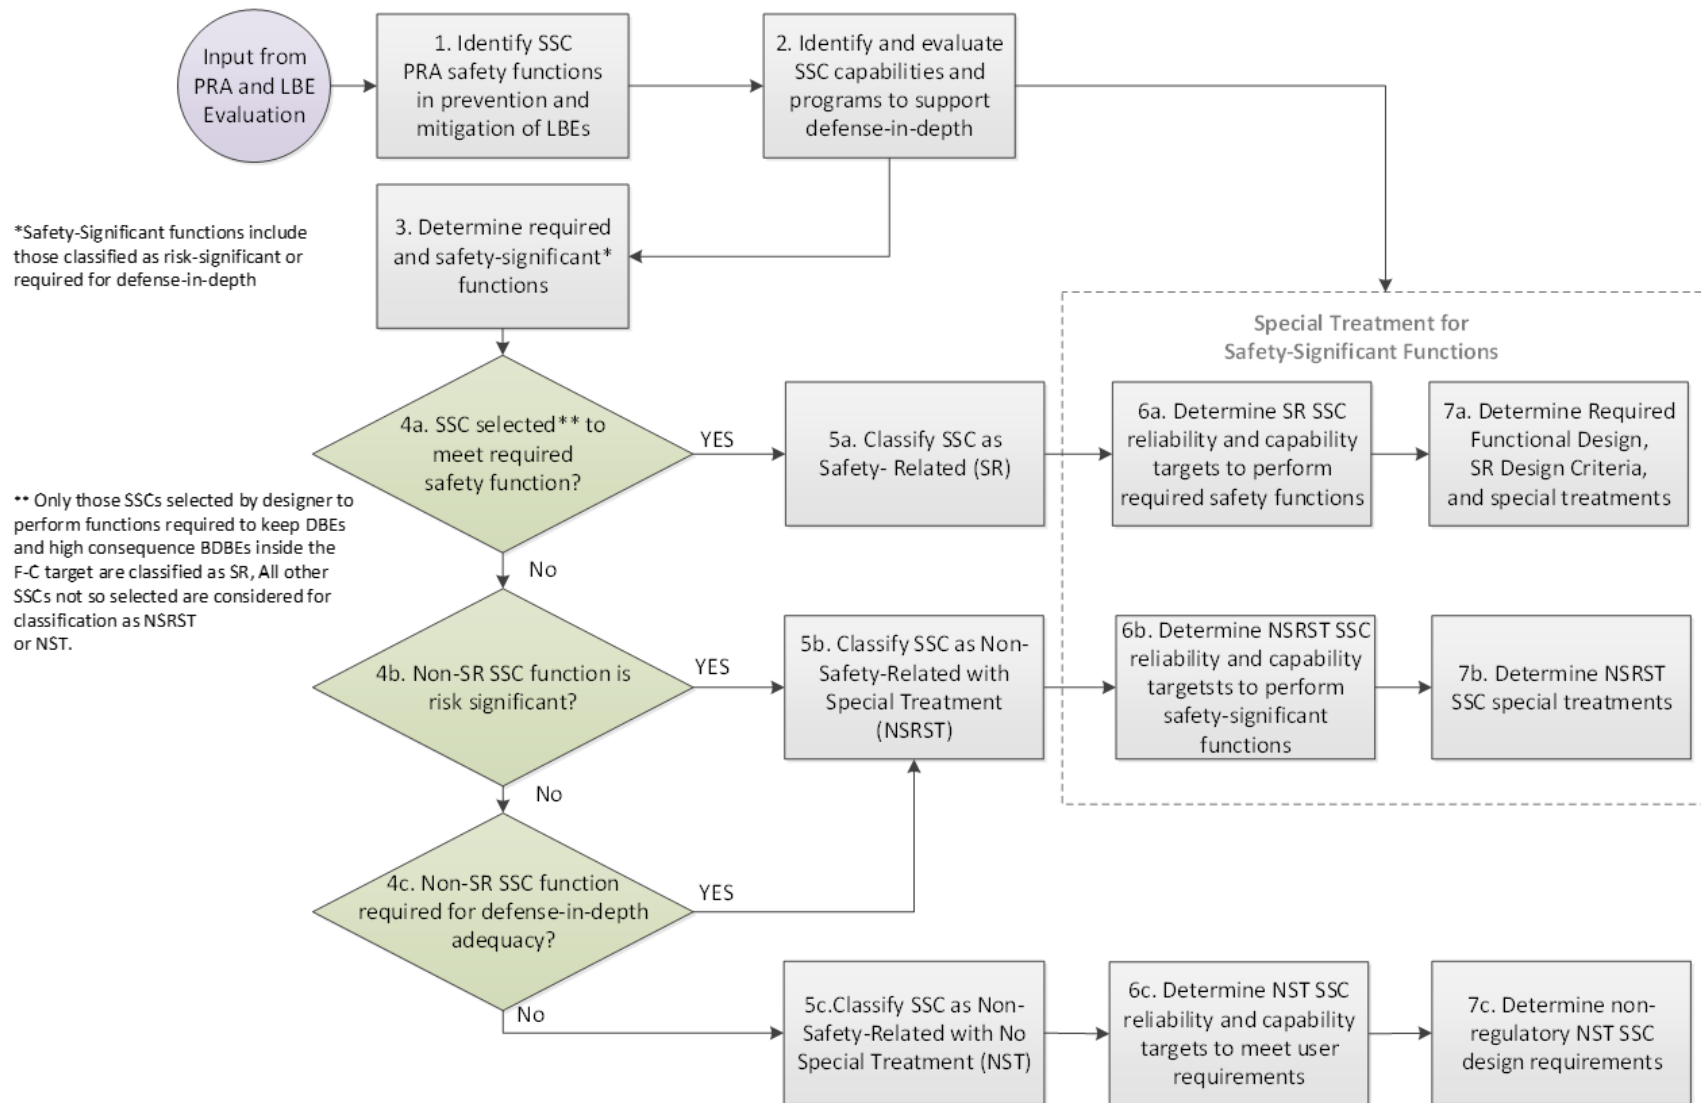 Input from
PRA and LBE
Evaluation
1. Identify SSC
PRA safety functions
in prevention and
mitigation of LBEs
2. Identify and evaluate
SSC capabilities and
programs to support
defense-in-depth
*Safety-Significant functions include
those classified as risk-significant or
required for defense-in-depth
3. Determine required
and safety-significant*
functions
Special Treatment for
Safety-Significant Functions
4a. SSC selected** to
meet required
safety function?
YES
5a. Classify SSC as
Safety- Related (SR)
6a. Determine SR SSC
reliability and capability
targets to perform
required safety functions
7a. Determine Required
Functional Design,
SR Design Criteria,
and special treatments
** Only those SSCs selected by designer to
perform functions required to keep DBEs
and high consequence BDBEs inside the
F-C target are classified as SR, All other
SSCs not so selected are considered for
classification as NSRST
or NST.
No
4b. Non-SR SSC function is
risk significant?
YES
5b. Classify SSC as Non-
Safety-Related with
Special Treatment
(NSRST)
6b. Determine NSRST SSC
reliability and capability
targetsts to perform
safety-significant
functions
7b. Determine NSRST
SSC special treatments
No
4c. Non-SR SSC function
required for defense-in-depth
adequacy?
YES
No
5c.Classify SSC as Non-
Safety-Related with No
Special Treatment (NST)
6c. Determine NST SSC
reliability and capability
targets to meet user
requirements
7c. Determine non-
regulatory NST SSC
design requirements